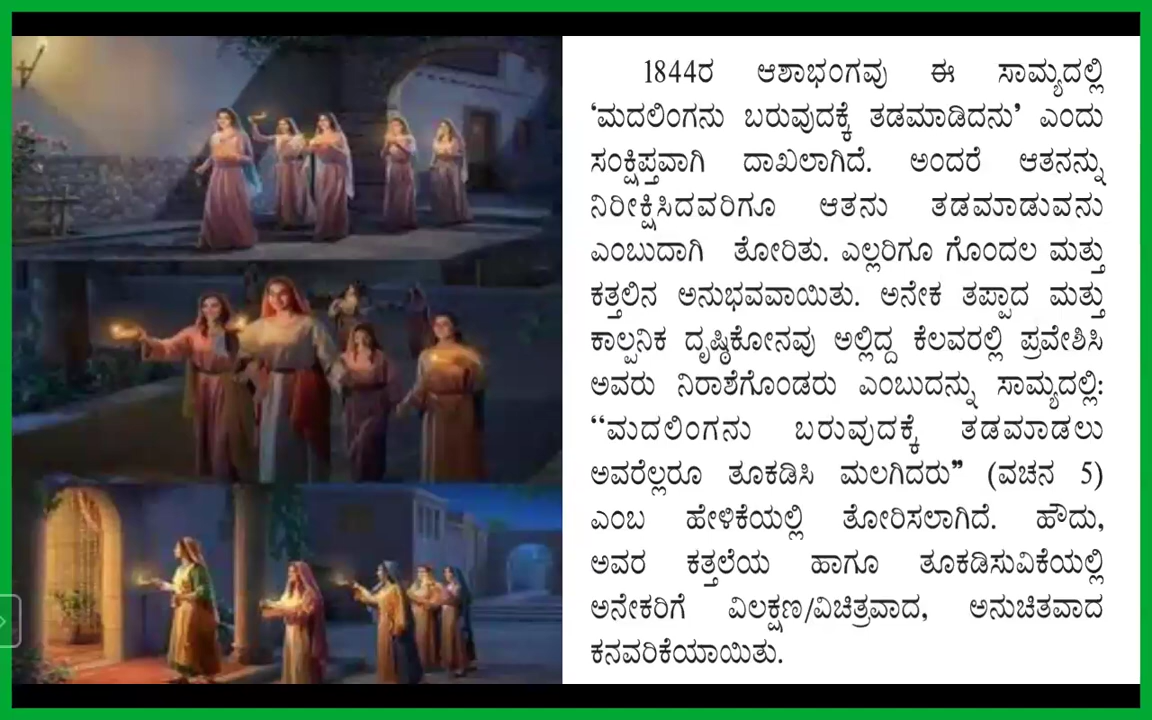 1844ರ ಆಶಾಭಂಗವು ಈ ಸಾಮ್ಯದಲ್ಲಿ
‘ಮದಲಿಂಗನು ಬರುವುದಕ್ಕೆ ತಡಮಾಡಿದನು’ ಎಂದು
ಸಂಕ್ಷಿಪ್ತವಾಗಿ ದಾಖಲಾಗಿದೆ. ಅಂದರೆ ಆತನನ್ನು
ನಿರೀಕ್ಷಿಸಿದವರಿಗೂ ಆತನು ತಡಮಾಡುವನು
ಎಂಬುದಾಗಿ ತೋರಿತು. ಎಲ್ಲರಿಗೂ ಗೊಂದಲ ಮತ್ತು
ಕತ್ತಲಿನ ಅನುಭವವಾಯಿತು. ಅನೇಕ ತಪ್ಪಾದ ಮತ್ತು
ಕಾಲ್ಪನಿಕ ದೃಷ್ಠಿಕೋನವು ಅಲ್ಲಿದ್ದ ಕೆಲವರಲ್ಲಿ ಪ್ರವೇಶಿಸಿ
ಅವರು ನಿರಾಶೆಗೊಂಡರು ಎಂಬುದನ್ನು ಸಾಮ್ಯದಲ್ಲಿ:
“ಮದಲಿಂಗನು ಬರುವುದಕ್ಕೆ ತಡಮಾಡಲು
ಅವರೆಲ್ಲರೂ ತೂಕಡಿಸಿ ಮಲಗಿದರು” (ವಚನ 5)
ಎಂಬ ಹೇಳಿಕೆಯಲ್ಲಿ ತೋರಿಸಲಾಗಿದೆ. ಹೌದು,
ಅವರ ಕತ್ತಲೆಯ ಹಾಗೂ ತೂಕಡಿಸುವಿಕೆಯಲ್ಲಿ
ಅನೇಕರಿಗೆ ವಿಲಕ್ಷಣ/ವಿಚಿತ್ರವಾದ, ಅನುಚಿತವಾದ
ಕನವರಿಕೆಯಾಯಿತು.